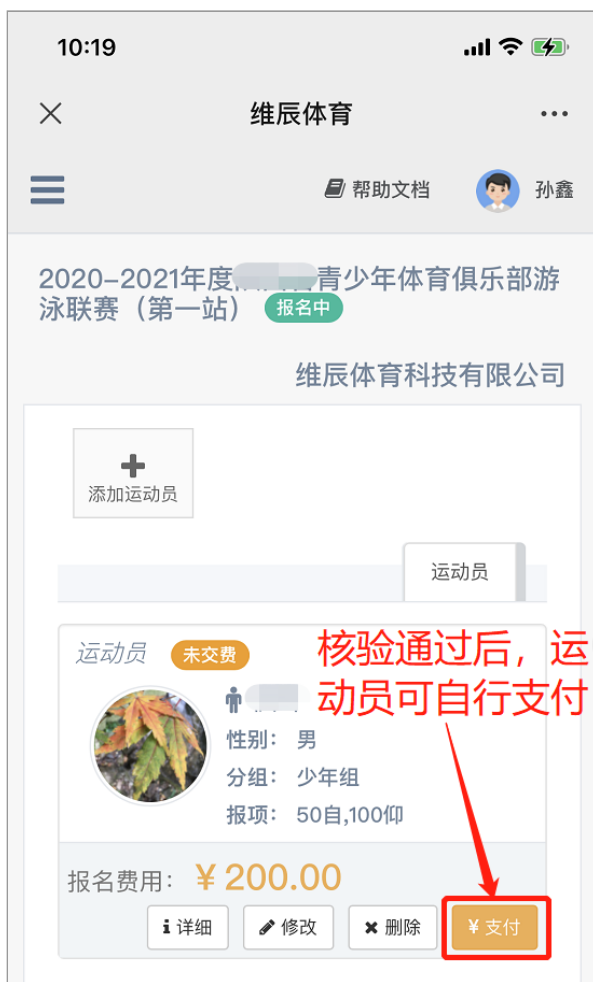 10:19
维辰体育
帮助文档 孙鑫
2020-2021年度
青少年体育俱乐部游
泳联赛（第一站） 报名中
维辰体育科技有限公司
添加运动员
运动员
运动员 未交费
核验通过后，运
动员可自行支付
性别： 男
分组： 少年组
报项： 50自,100仰
报名费用： ￥200.00
详细 修改 删除 ￥支付